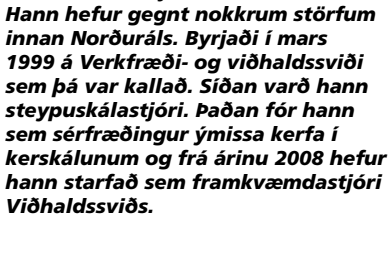 Hann hefur gegnt nokkrum störfum
innan Norðuráls. Byrjaði í mars
1999 á Verkfræði- og viðhaldssviði
sem þá var kallað. Síðan varð hann
steypuskálastjóri. Þaðan fór hann
sem sérfræðingur ýmissa kerfa í
kerskálunum og frá árinu 2008 hefur
hann starfað sem framkvæmdastjóri
Viðhaldssviðs.